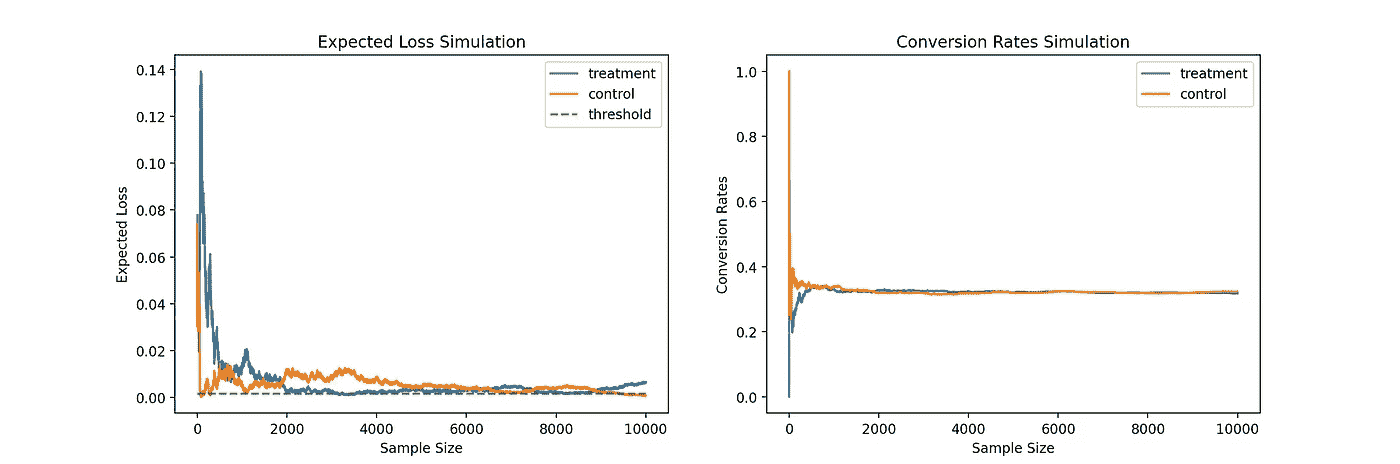 Expected Loss Simulation
treatment
control
threshold
0.14
0.12
0.10
0.08
0.06
0.04
0.02
0.00
Expected Loss
0
2000
4000
6000
8000
10000
Sample Size
Conversion Rates Simulation
treatment
control
1.0
0.8
0.6
0.4
0.2
0.0
Conversion Rates
0
2000
4000
6000
8000
10000
Sample Size